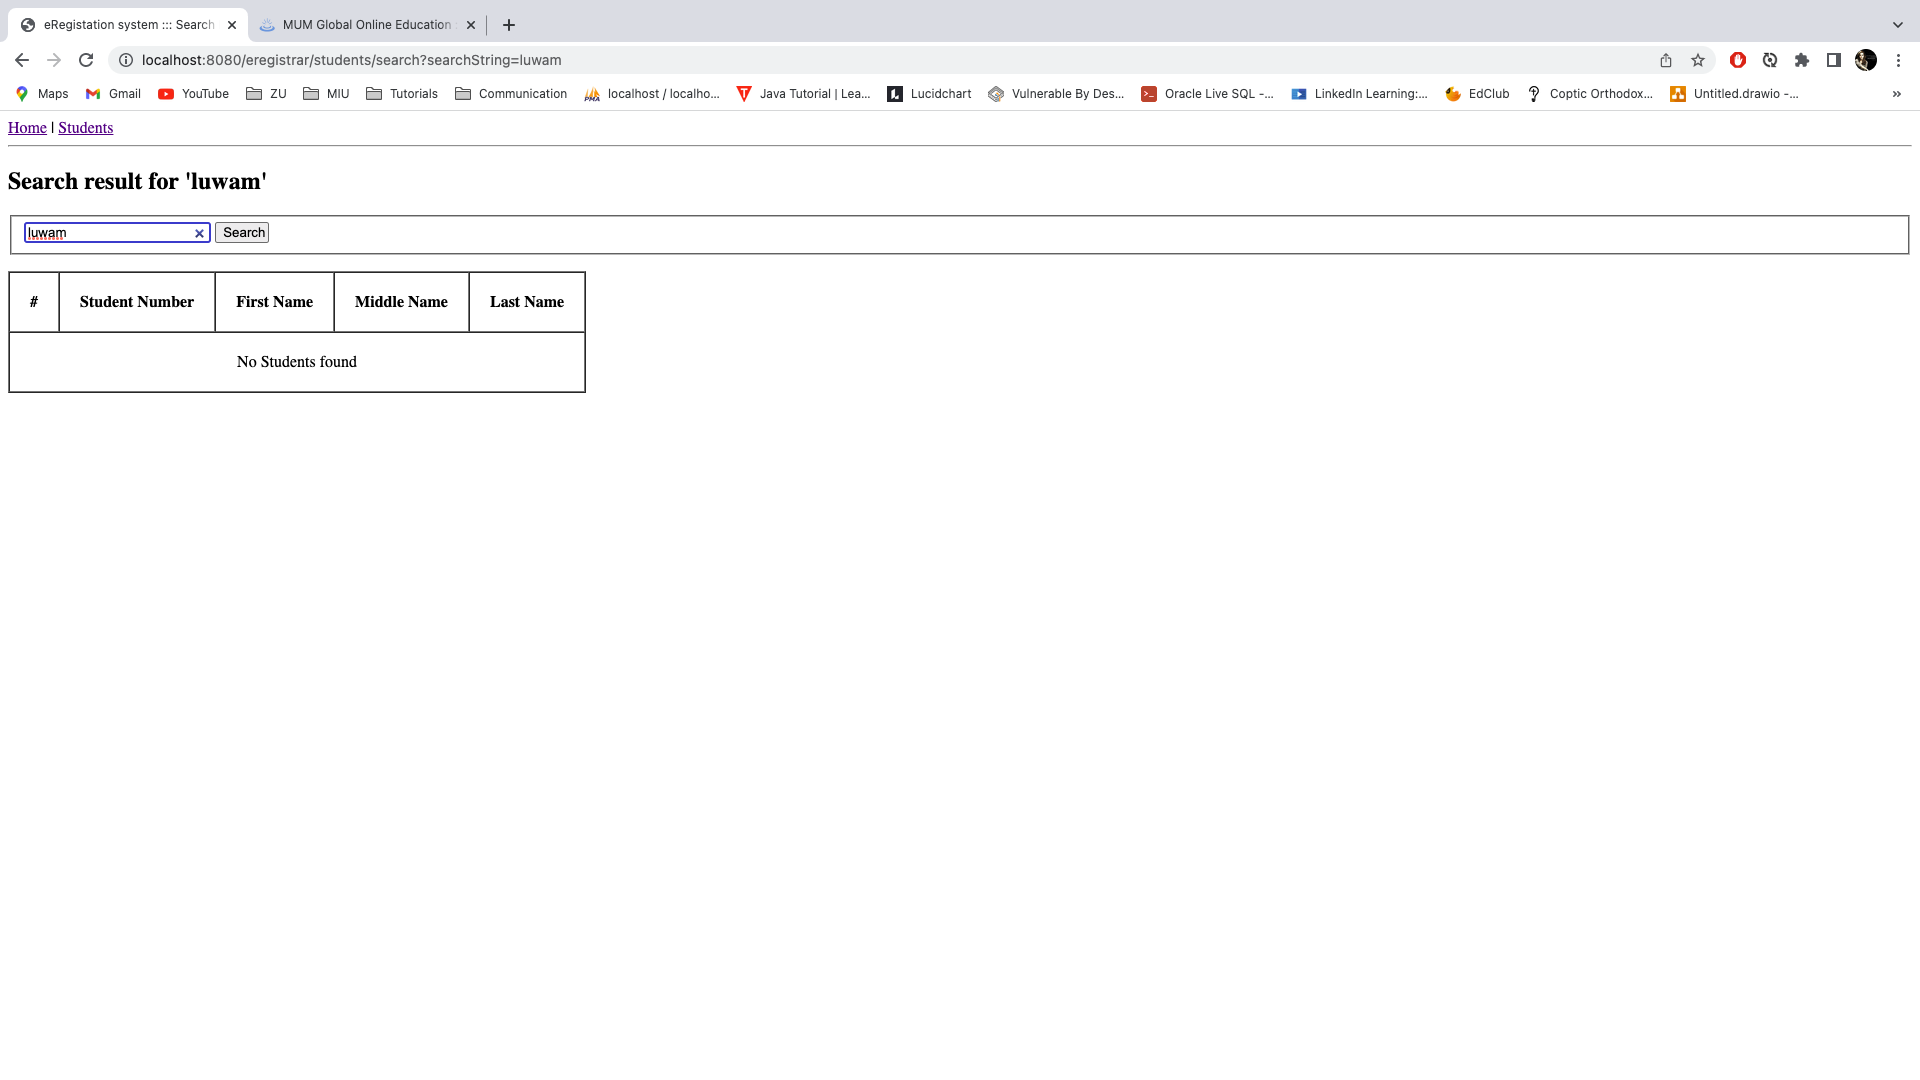 eRegistation system ::: Search
MUM Global Online Education
localhost:8080/eregistrar/students/search?searchString=luwam
Maps Gmail YouTube ZU MIU Tutorials Communication localhost / localho... Java Tutorial | Lea... Lucidchart Vulnerable By Des... Oracle Live SQL -... LinkedIn Learning:... EdClub Coptic Orthodox... Untitled.drawio -... »
Home | Students
Search result for 'luwam'
luwam Search
# Student Number First Name Middle Name Last Name
No Students found